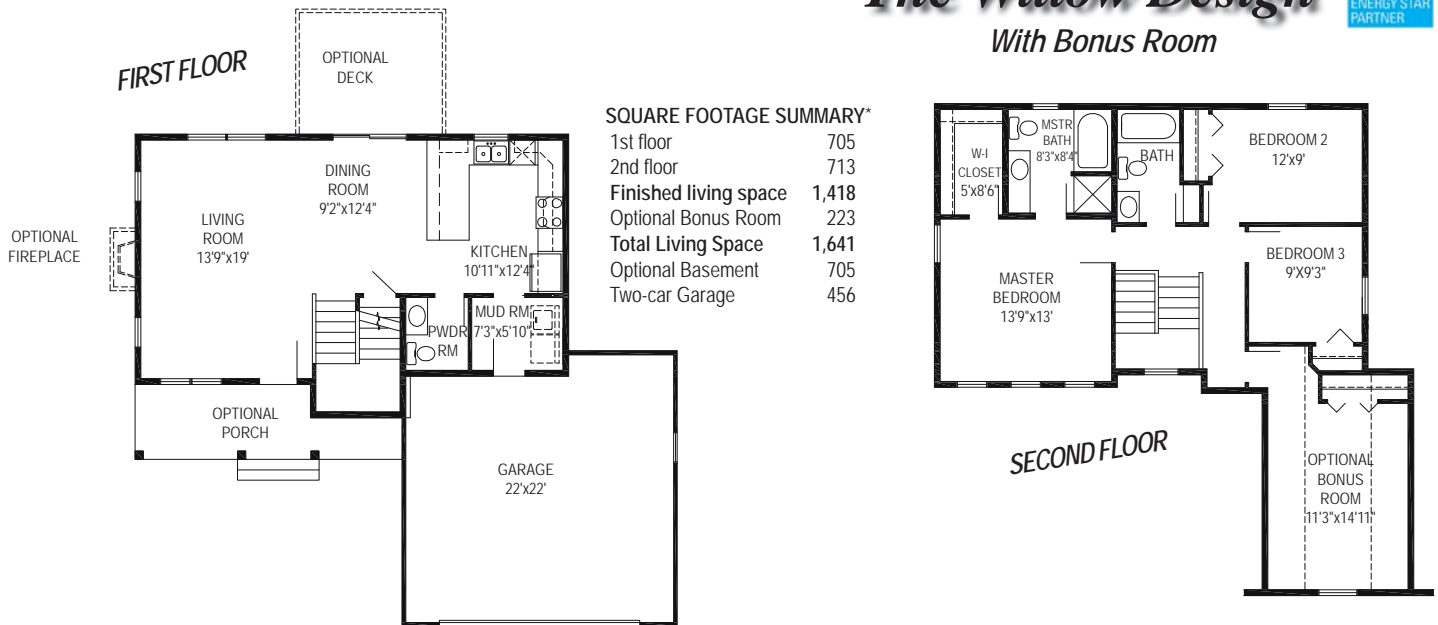 The Willow Design
With Bonus Room
ENERGY STAR
PARTNER
FIRST FLOOR
OPTIONAL
DECK
DINING
ROOM
9'2"x12'4"
LIVING
ROOM
13'9"x19'
OPTIONAL
FIREPLACE
KITCHEN
10'11"x12'4"
PWDR
RM
MUD RM
7'3"x5'10"
OPTIONAL
PORCH
GARAGE
22'x22'
SQUARE FOOTAGE SUMMARY*
1st floor 705
2nd floor 713
Finished living space 1,418
Optional Bonus Room 223
Total Living Space 1,641
Optional Basement 705
Two-car Garage 456
W-I
CLOSET
5'x8'6"
MSTR
BATH
8'3"x8'4"
BATH
BEDROOM 2
12'x9'
BEDROOM 3
9'X9'3"
MASTER
BEDROOM
13'9"x13'
SECOND FLOOR
OPTIONAL
BONUS
ROOM
11'3"x14'11"